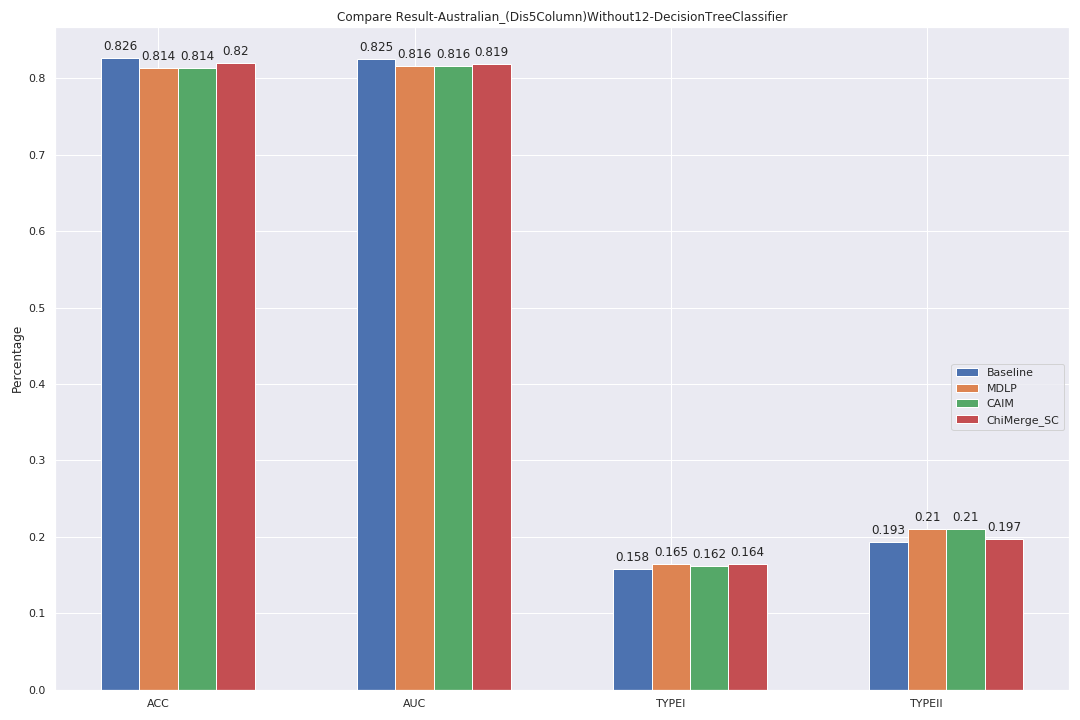 Compare Result-Australian_(Dis5Column)Without12-DecisionTreeClassifier
Percentage
0.8
0.7
0.6
0.5
0.4
0.3
0.2
0.1
0.0
0.826
0.814
0.814
0.82
0.825
0.816
0.816
0.819
0.158
0.165
0.162
0.164
0.193
0.21
0.21
0.197
Baseline
MDLP
CAIM
ChiMerge_SC
ACC
AUC
TYPEI
TYPEII